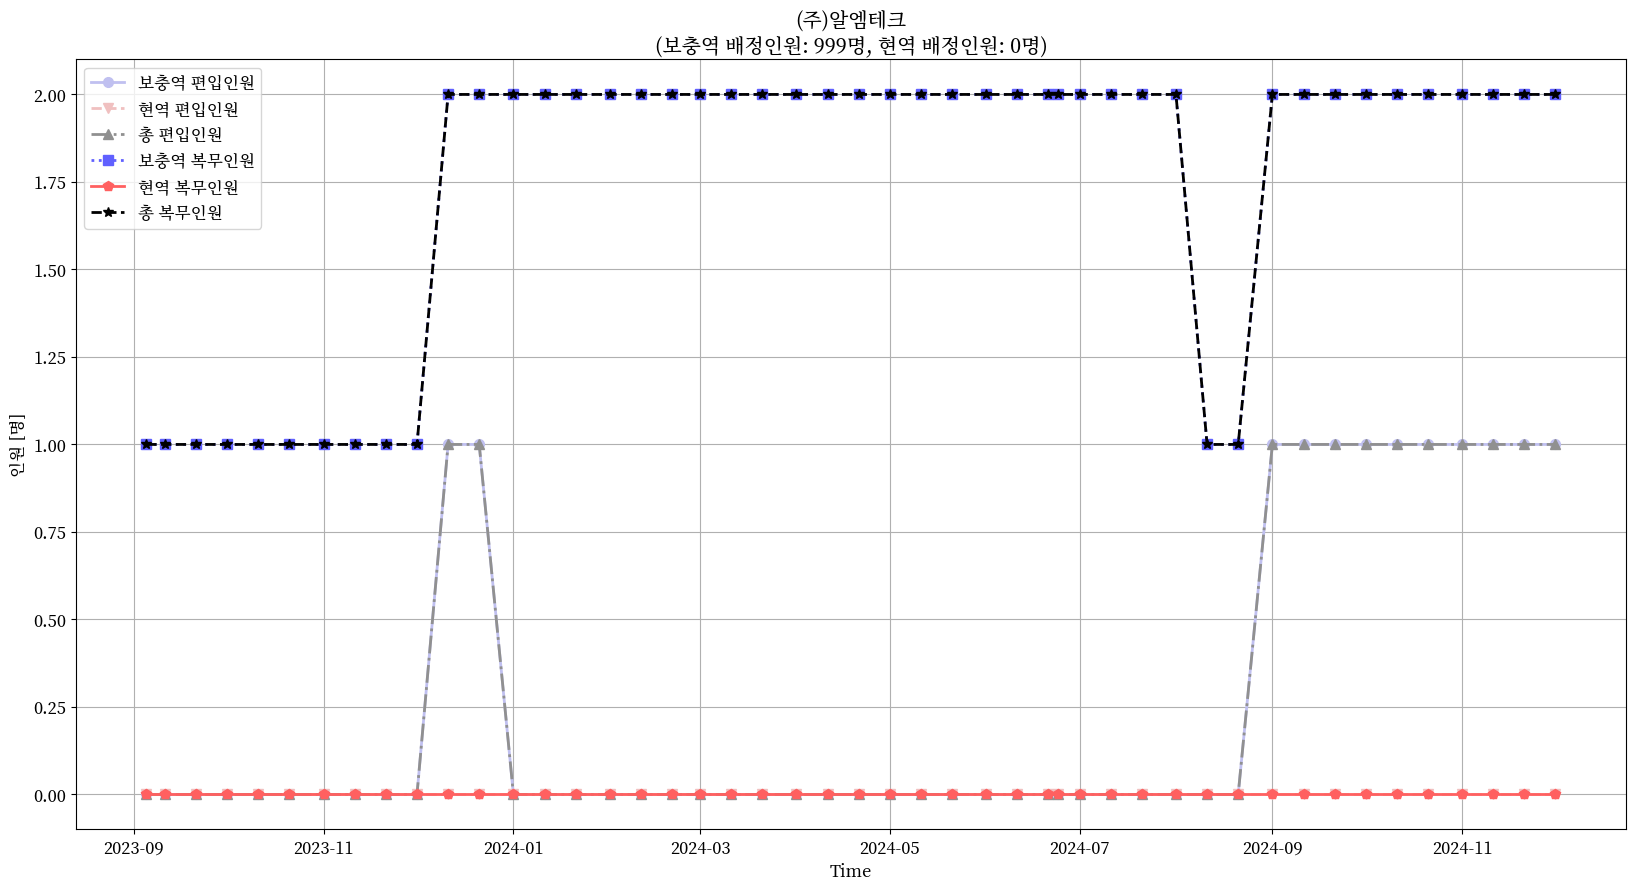 (주)알엠테크
(보충역 배정인원: 999명, 현역 배정인원: 0명)
보충역 편입인원
현역 편입인원
총 편입인원
보충역 복무인원
현역 복무인원
총 복무인원
인원 [명]
2.00
1.75
1.50
1.25
1.00
0.75
0.50
0.25
0.00
2023-09
2023-11
2024-01
2024-03
2024-05
2024-07
2024-09
2024-11
Time